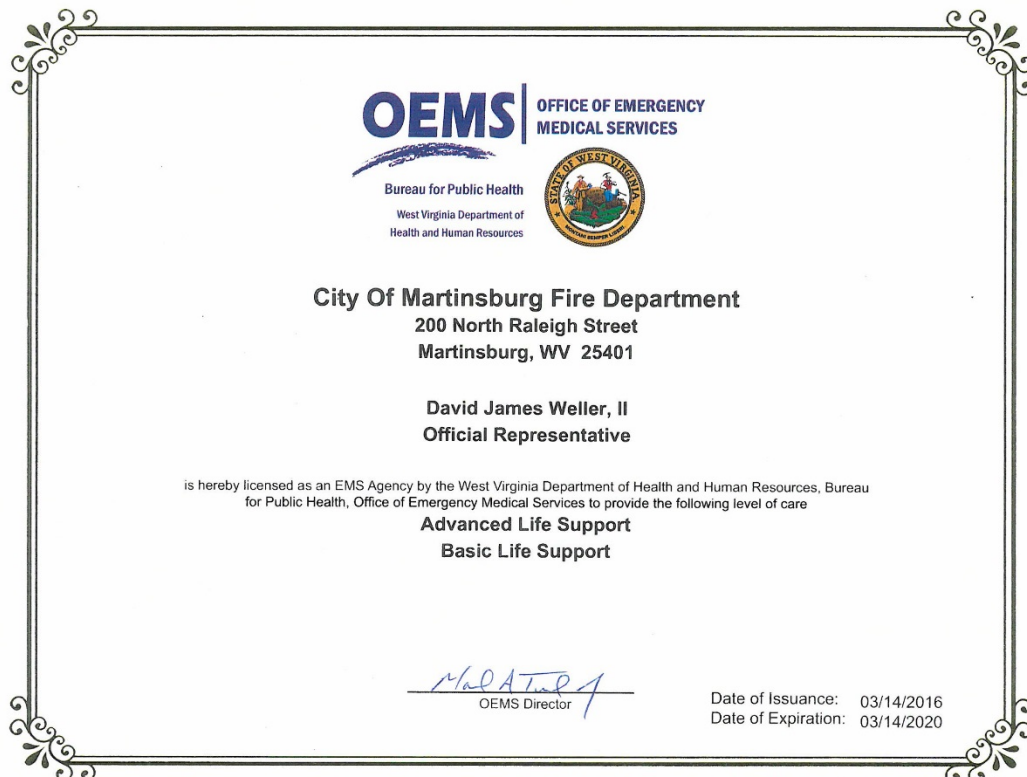 OEMS
OFFICE OF EMERGENCY
MEDICAL SERVICES
Bureau for Public Health
West Virginia Department of
Health and Human Resources
STATE OF WEST VIRGINIA
MONTANI SEMPER LIBERI
City Of Martinsburg Fire Department
200 North Raleigh Street
Martinsburg, WV 25401
David James Weller, II
Official Representative
is hereby licensed as an EMS Agency by the West Virginia Department of Health and Human Resources, Bureau
for Public Health, Office of Emergency Medical Services to provide the following level of care
Advanced Life Support
Basic Life Support
OEMS Director
Date of Issuance: 03/14/2016
Date of Expiration: 03/14/2020